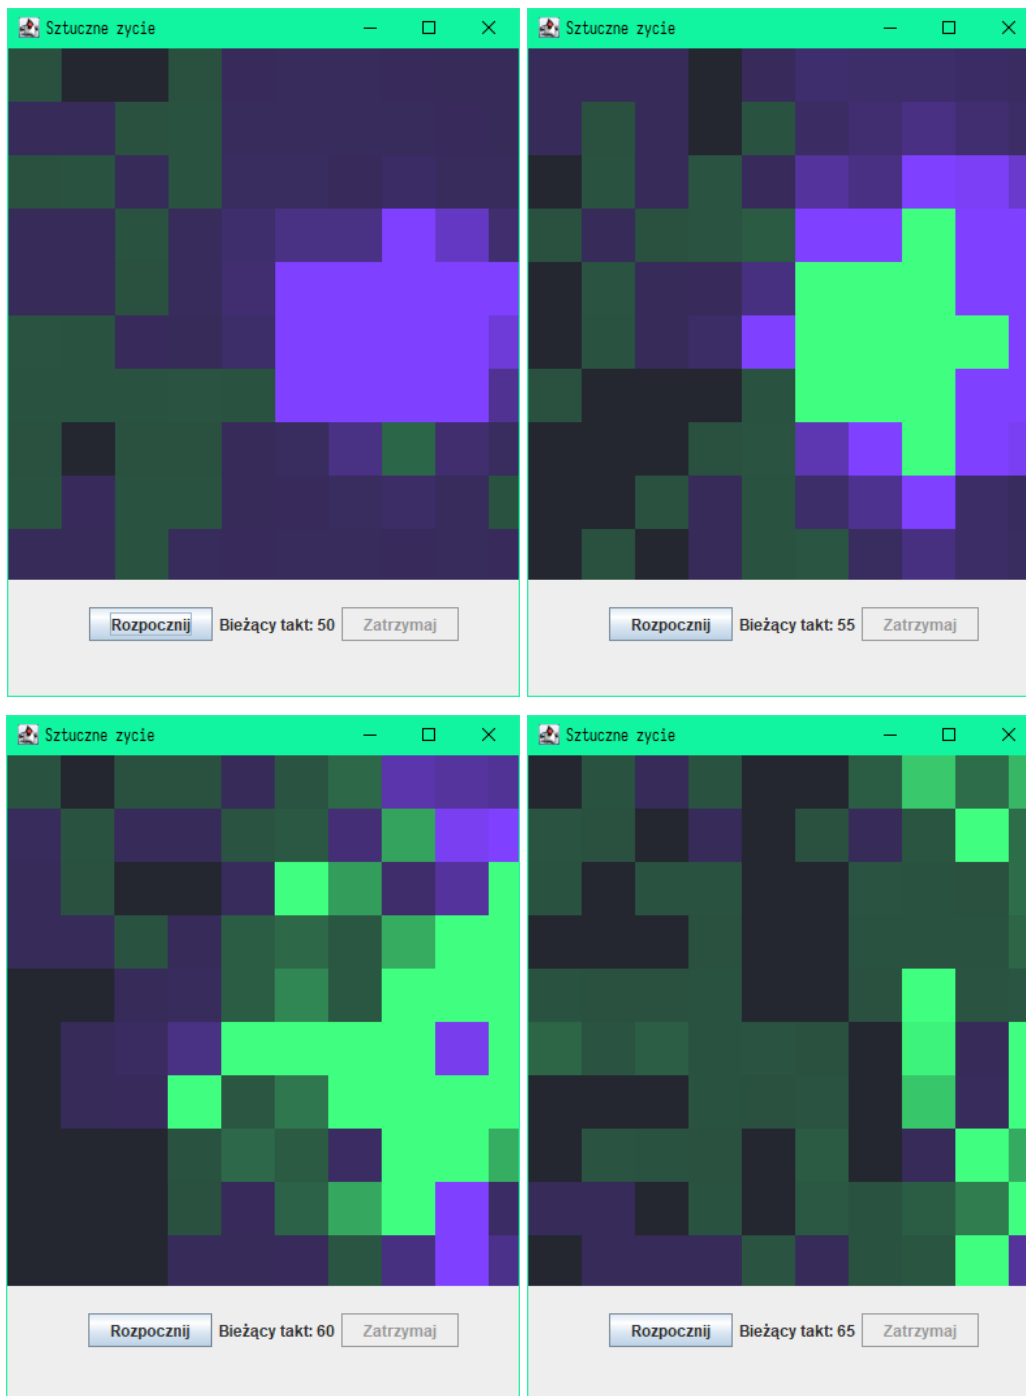 Sztuczne zycie
Sztuczne zycie
Rozpocznij Bieżący takt: 50 Zatrzymaj
Rozpocznij Bieżący takt: 55 Zatrzymaj
Sztuczne zycie
Sztuczne zycie
Rozpocznij Bieżący takt: 60 Zatrzymaj
Rozpocznij Bieżący takt: 65 Zatrzymaj